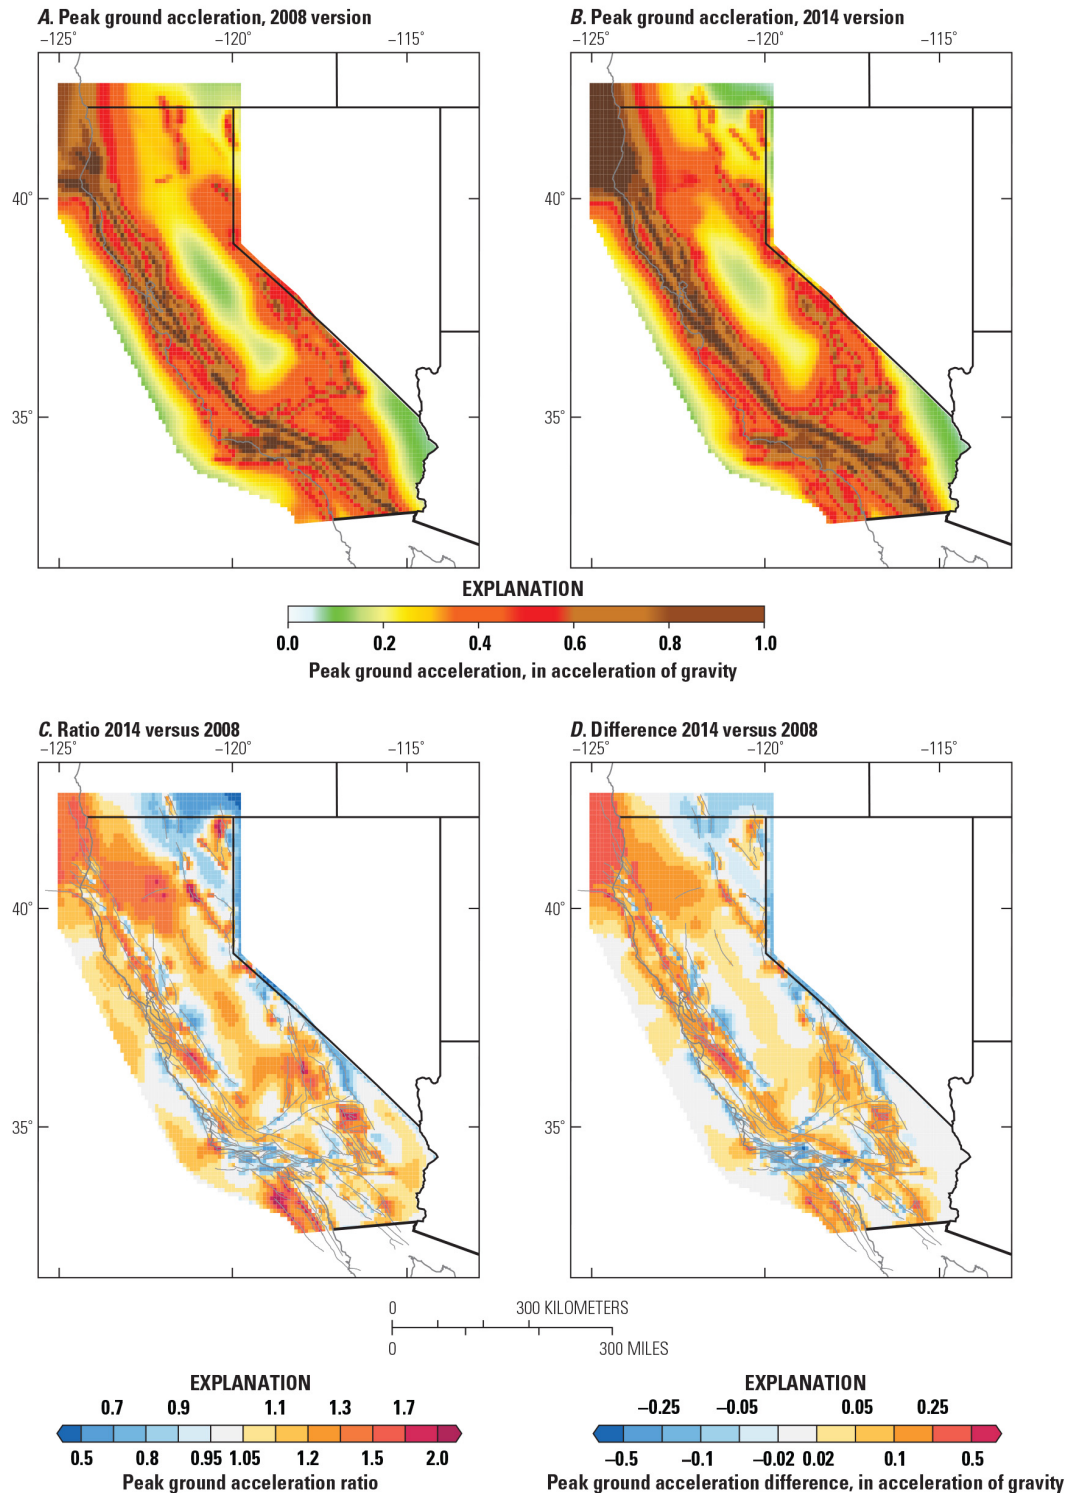 A. Peak ground accleration, 2008 version
−125° −120° −115°
40°
35°
B. Peak ground accleration, 2014 version
−125° −120° −115°
40°
35°
EXPLANATION
0.0 0.2 0.4 0.6 0.8 1.0
Peak ground acceleration, in acceleration of gravity
C. Ratio 2014 versus 2008
−125° −120° −115°
40°
35°
D. Difference 2014 versus 2008
−125° −120° −115°
40°
35°
0 300 KILOMETERS
0 300 MILES
EXPLANATION
0.7 0.9 1.1 1.3 1.7
0.5 0.8 0.95 1.05 1.2 1.5 2.0
Peak ground acceleration ratio
EXPLANATION
−0.25 −0.05 0.05 0.25
−0.5 −0.1 −0.02 0.02 0.1 0.5
Peak ground acceleration difference, in acceleration of gravity